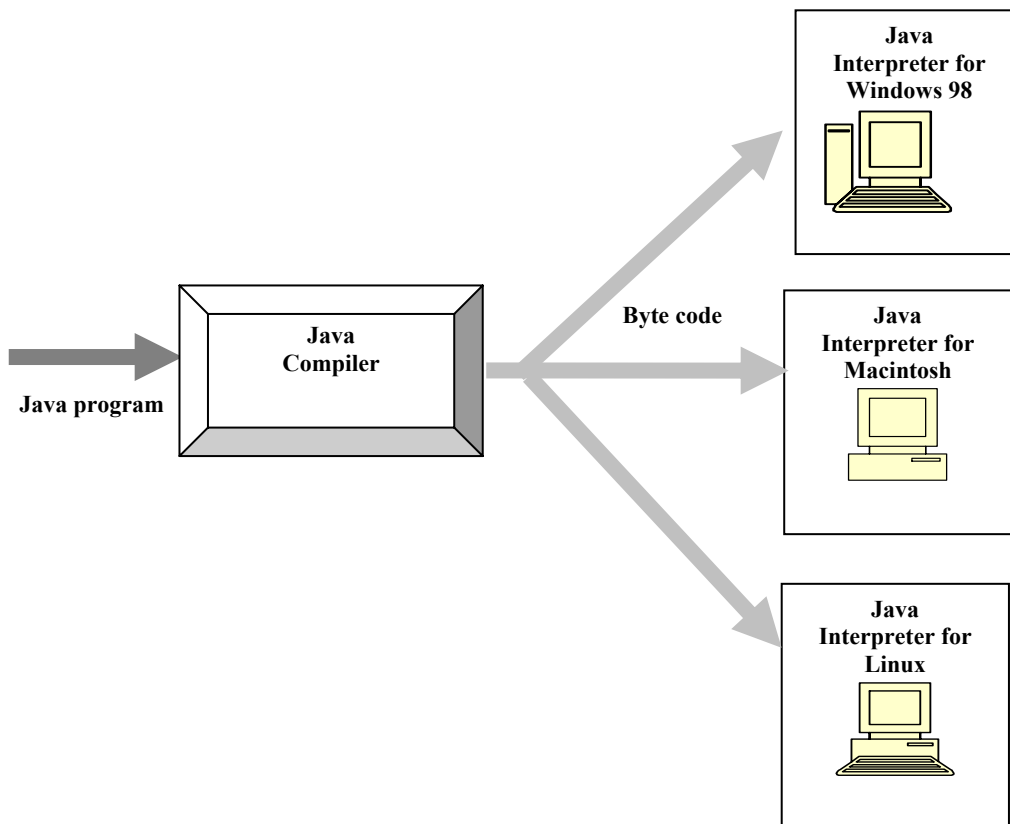 Java program
Java
Compiler
Byte code
Java
Interpreter for
Windows 98
Java
Interpreter for
Macintosh
Java
Interpreter for
Linux